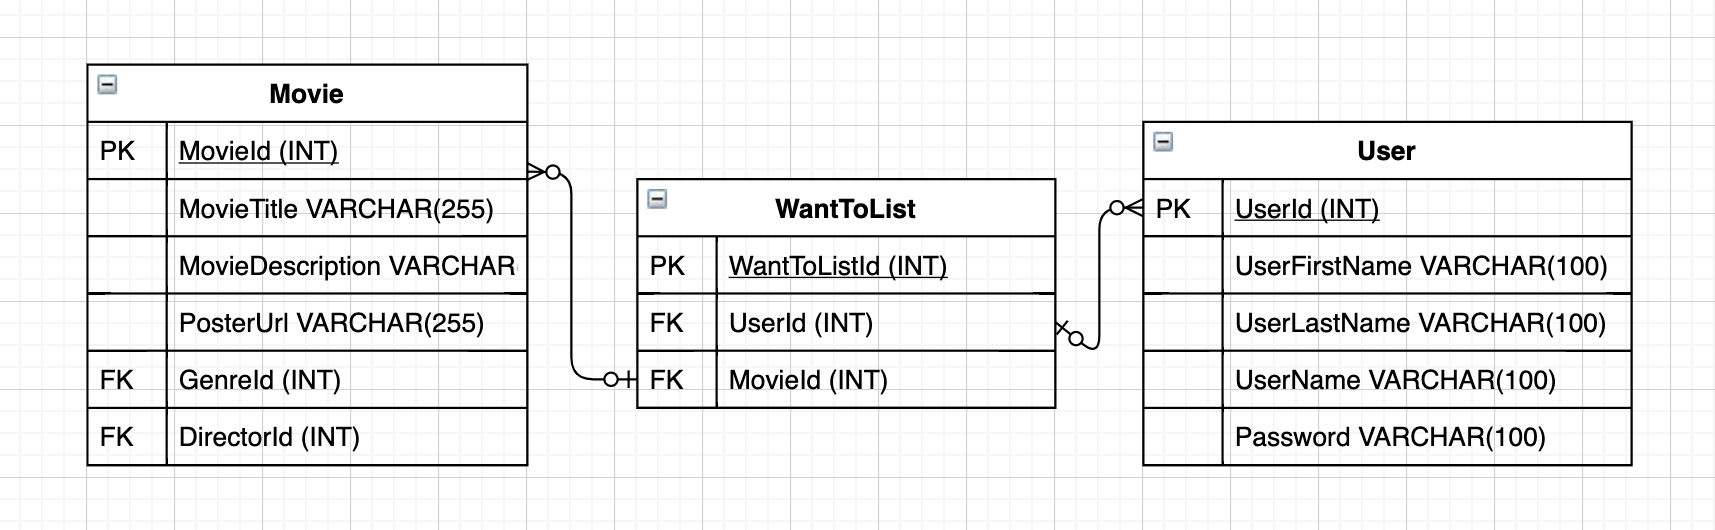 Movie
PK MovieId (INT)
MovieTitle VARCHAR(255)
MovieDescription VARCHAR
PosterUrl VARCHAR(255)
FK GenreId (INT)
FK DirectorId (INT)
WantToList
PK WantToListId (INT)
FK UserId (INT)
FK MovieId (INT)
User
PK UserId (INT)
UserFirstName VARCHAR(100)
UserLastName VARCHAR(100)
UserName VARCHAR(100)
Password VARCHAR(100)